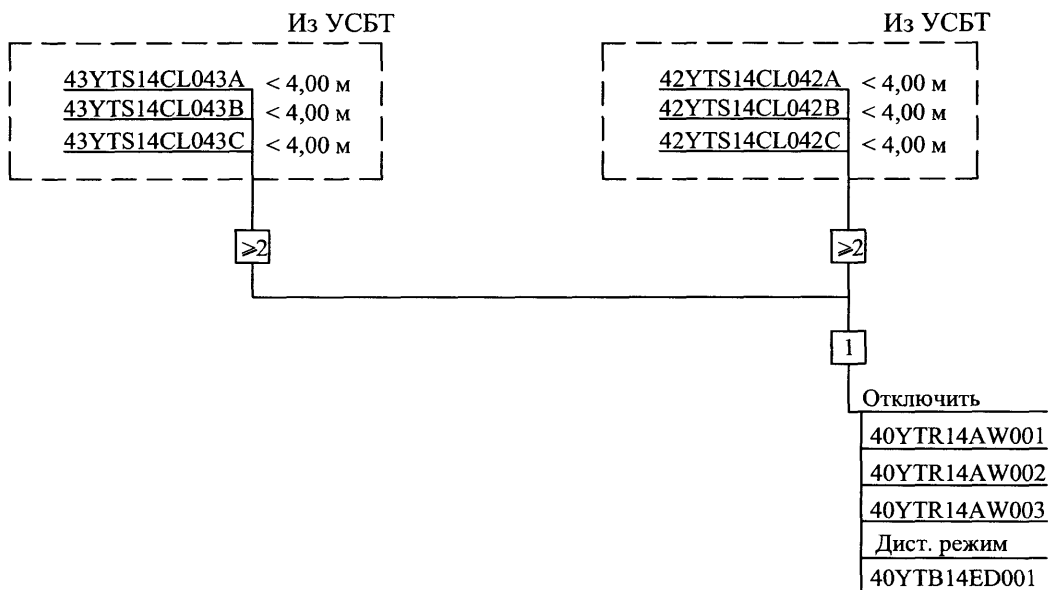 Из УСБТ
43YTS14CL043A < 4,00 м
43YTS14CL043B < 4,00 м
43YTS14CL043C < 4,00 м
⩾2
Из УСБТ
42YTS14CL042A < 4,00 м
42YTS14CL042B < 4,00 м
42YTS14CL042C < 4,00 м
⩾2
1
Отключить
40YTR14AW001
40YTR14AW002
40YTR14AW003
Дист. режим
40YTB14ED001